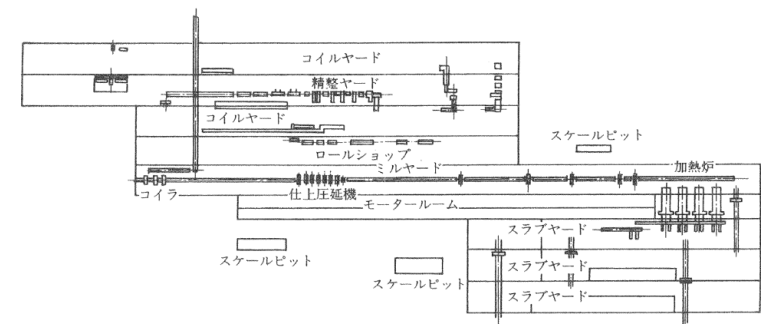 コイルヤード
精整ヤード
コイルヤード
スケールピット
ロールショップ
ミルヤード
加熱炉
コイラ
仕上圧延機
モータールーム
スラブヤード
スケールピット
スラブヤード
スケールピット
スラブヤード